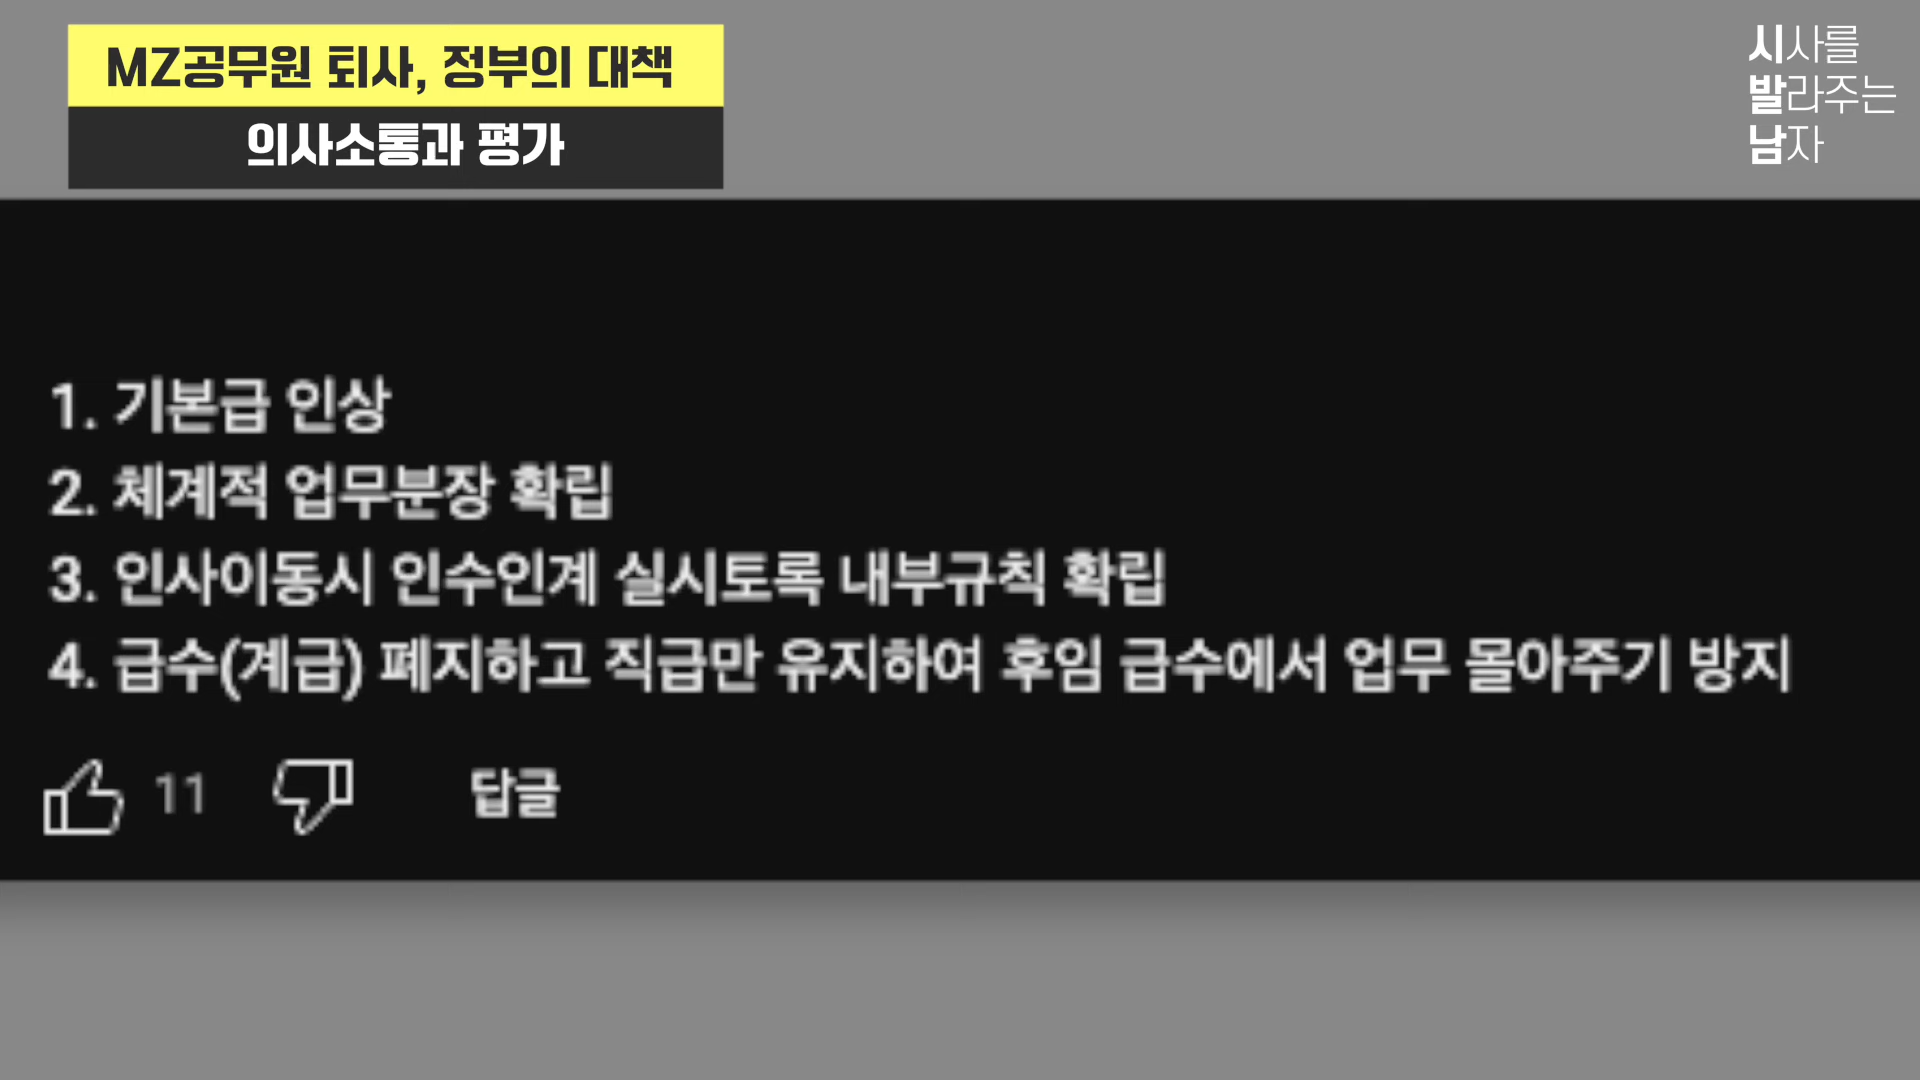 MZ공무원 퇴사, 정부의 대책
의사소통과 평가
시사를
발라주는
남자
1. 기본급 인상
2. 체계적 업무분장 확립
3. 인사이동시 인수인계 실시토록 내부규칙 확립
4. 급수(계급) 폐지하고 직급만 유지하여 후임 급수에서 업무 몰아주기 방지
11 답글